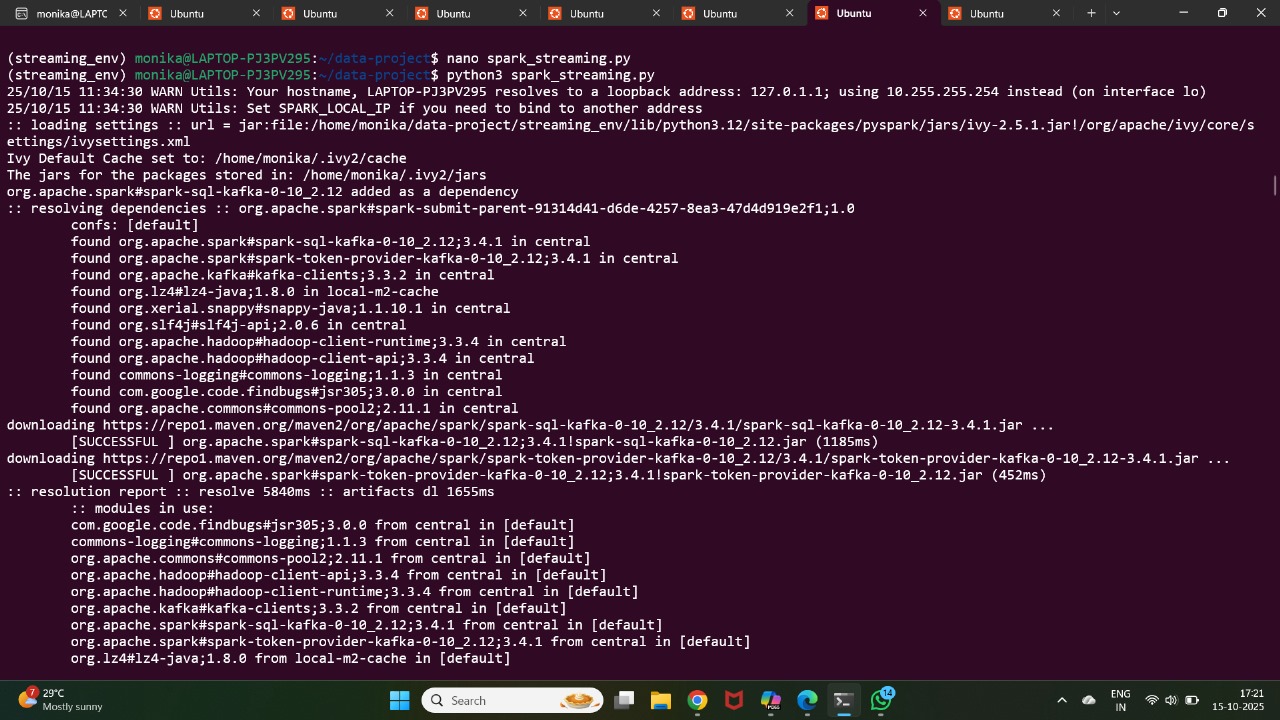 monika@LAPTC
Ubuntu
Ubuntu
Ubuntu
Ubuntu
Ubuntu
Ubuntu
Ubuntu
(streaming_env) monika@LAPTOP-PJ3PV295:~/data-project$ nano spark_streaming.py
(streaming_env) monika@LAPTOP-PJ3PV295:~/data-project$ python3 spark_streaming.py
25/10/15 11:34:30 WARN Utils: Your hostname, LAPTOP-PJ3PV295 resolves to a loopback address: 127.0.1.1; using 10.255.255.254 instead (on interface lo)
25/10/15 11:34:30 WARN Utils: Set SPARK_LOCAL_IP if you need to bind to another address
:: loading settings :: url = jar:file:/home/monika/data-project/streaming_env/lib/python3.12/site-packages/pyspark/jars/ivy-2.5.1.jar!/org/apache/ivy/core/s
ettings/ivysettings.xml
Ivy Default Cache set to: /home/monika/.ivy2/cache
The jars for the packages stored in: /home/monika/.ivy2/jars
org.apache.spark#spark-sql-kafka-0-10_2.12 added as a dependency
:: resolving dependencies :: org.apache.spark#spark-submit-parent-91314d41-d6de-4257-8ea3-47d4d919e2f1;1.0
confs: [default]
found org.apache.spark#spark-sql-kafka-0-10_2.12;3.4.1 in central
found org.apache.spark#spark-token-provider-kafka-0-10_2.12;3.4.1 in central
found org.apache.kafka#kafka-clients;3.3.2 in central
found org.lz4#lz4-java;1.8.0 in local-m2-cache
found org.xerial.snappy#snappy-java;1.1.10.1 in central
found org.slf4j#slf4j-api;2.0.6 in central
found org.apache.hadoop#hadoop-client-runtime;3.3.4 in central
found org.apache.hadoop#hadoop-client-api;3.3.4 in central
found commons-logging#commons-logging;1.1.3 in central
found com.google.code.findbugs#jsr305;3.0.0 in central
found org.apache.commons#commons-pool2;2.11.1 in central
downloading https://repo1.maven.org/maven2/org/apache/spark/spark-sql-kafka-0-10_2.12/3.4.1/spark-sql-kafka-0-10_2.12-3.4.1.jar ...
[SUCCESSFUL ] org.apache.spark#spark-sql-kafka-0-10_2.12;3.4.1!spark-sql-kafka-0-10_2.12.jar (1185ms)
downloading https://repo1.maven.org/maven2/org/apache/spark/spark-token-provider-kafka-0-10_2.12/3.4.1/spark-token-provider-kafka-0-10_2.12-3.4.1.jar ...
[SUCCESSFUL ] org.apache.spark#spark-token-provider-kafka-0-10_2.12;3.4.1!spark-token-provider-kafka-0-10_2.12.jar (452ms)
:: resolution report :: resolve 5840ms :: artifacts dl 1655ms
:: modules in use:
com.google.code.findbugs#jsr305;3.0.0 from central in [default]
commons-logging#commons-logging;1.1.3 from central in [default]
org.apache.commons#commons-pool2;2.11.1 from central in [default]
org.apache.hadoop#hadoop-client-api;3.3.4 from central in [default]
org.apache.hadoop#hadoop-client-runtime;3.3.4 from central in [default]
org.apache.kafka#kafka-clients;3.3.2 from central in [default]
org.apache.spark#spark-sql-kafka-0-10_2.12;3.4.1 from central in [default]
org.apache.spark#spark-token-provider-kafka-0-10_2.12;3.4.1 from central in [default]
org.lz4#lz4-java;1.8.0 from local-m2-cache in [default]
7
29°C
Mostly sunny
Search
14
ENG
IN
17:21
15-10-2025